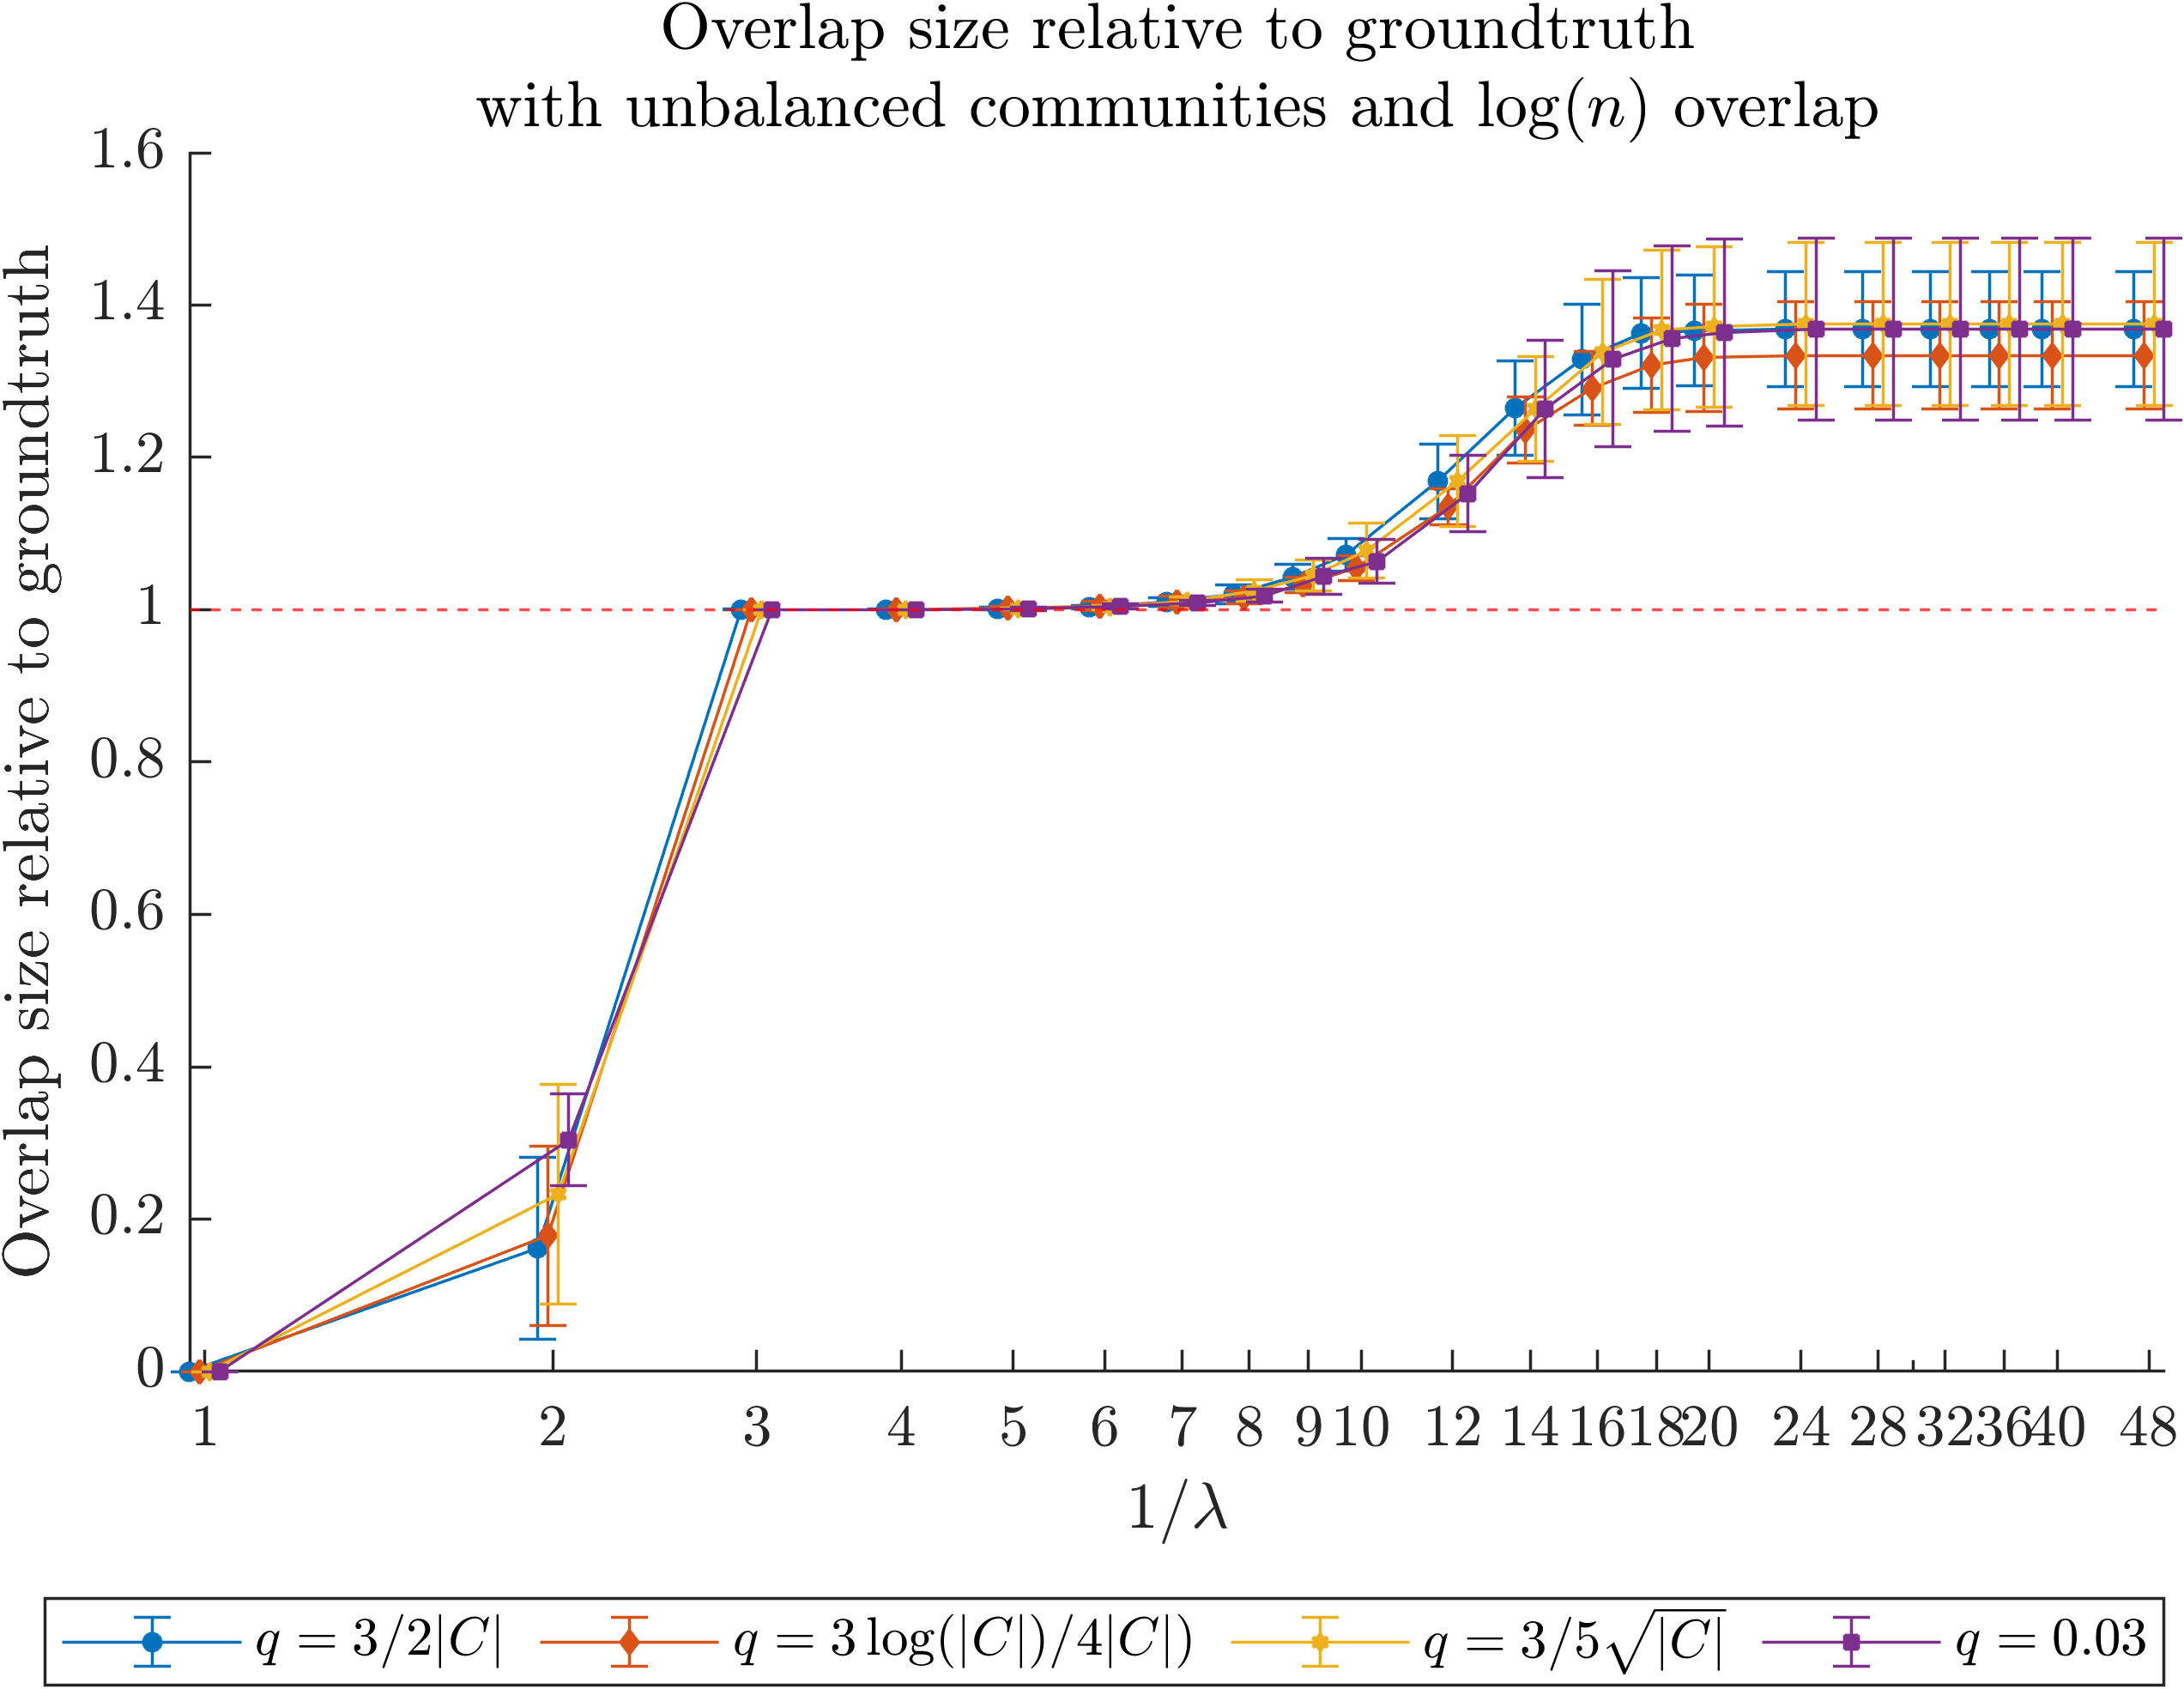 Overlap size relative to groundtruth
with unbalanced communities and log(n) overlap
Overlap size relative to groundtruth
1.6
1.4
1.2
1
0.8
0.6
0.4
0.2
0
1 2 3 4 5 6 7 8 9 10 12 14 16 18 20 24 28 32 36 40 48
1/λ
q = 3/2|C| q = 3 log(|C|)/4|C|) q = 3/5√|C| q = 0.03